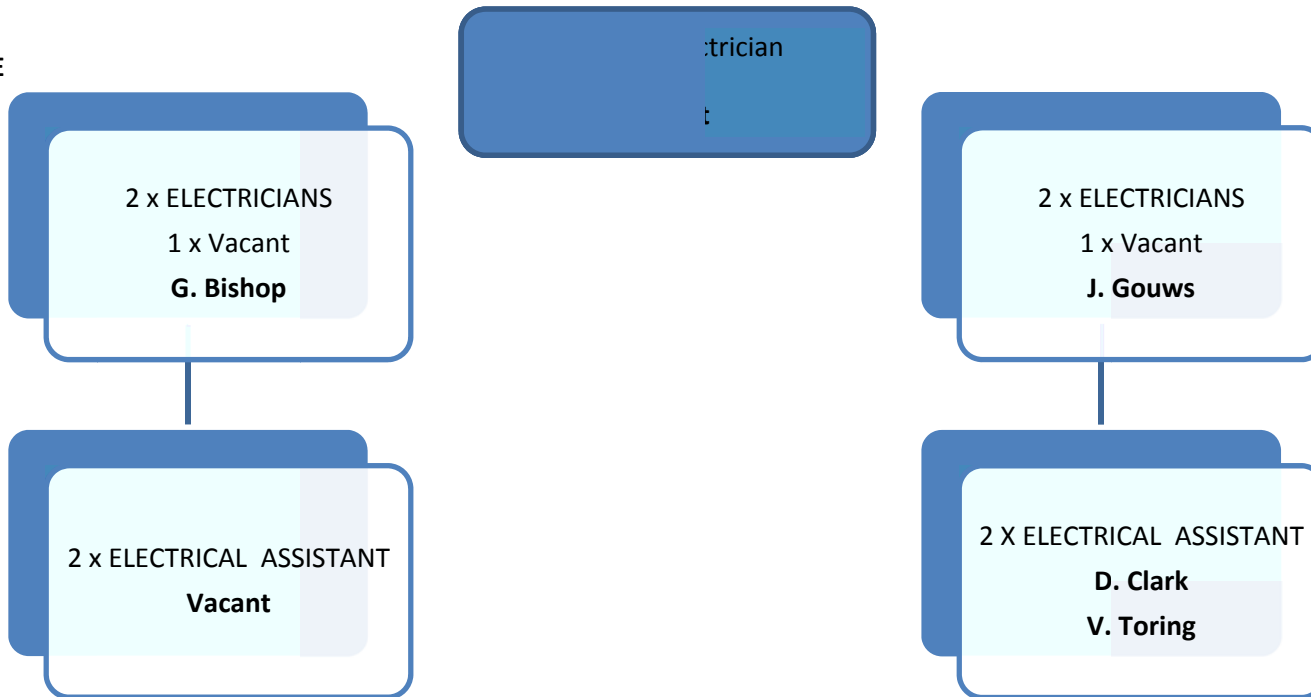 ctrician
2 x ELECTRICIANS
1 x Vacant
G. Bishop
2 x ELECTRICIANS
1 x Vacant
J. Gouws
2 x ELECTRICAL ASSISTANT
Vacant
2 X ELECTRICAL ASSISTANT
D. Clark
V. Toring